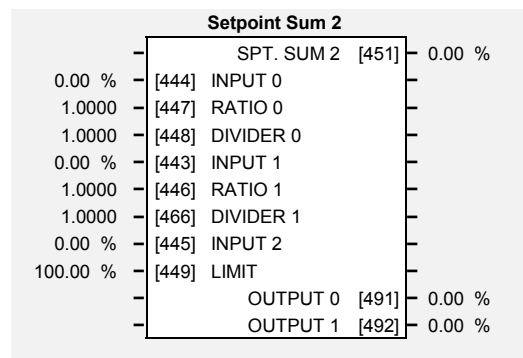 Setpoint Sum 2
SPT. SUM 2 [451] 0.00 %
0.00 % [444] INPUT 0
1.0000 [447] RATIO 0
1.0000 [448] DIVIDER 0
0.00 % [443] INPUT 1
1.0000 [446] RATIO 1
1.0000 [466] DIVIDER 1
0.00 % [445] INPUT 2
100.00 % [449] LIMIT
OUTPUT 0 [491] 0.00 %
OUTPUT 1 [492] 0.00 %